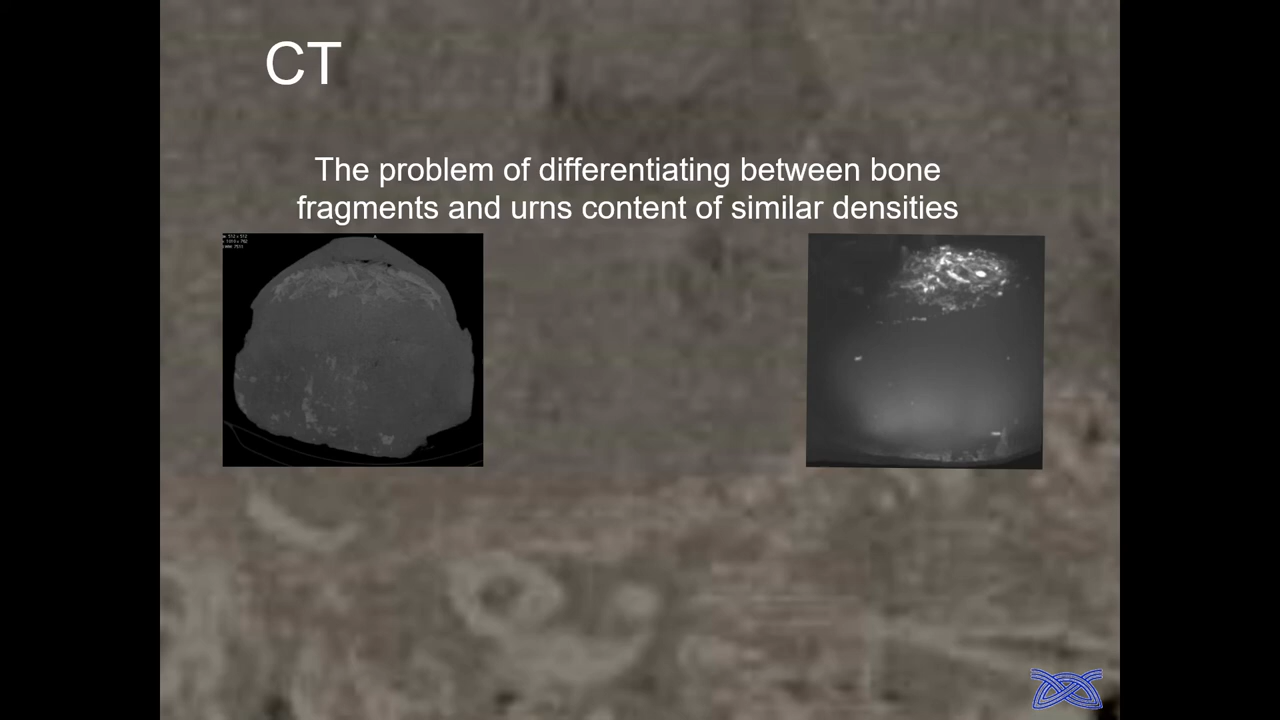 CT
The problem of differentiating between bone
fragments and urns content of similar densities